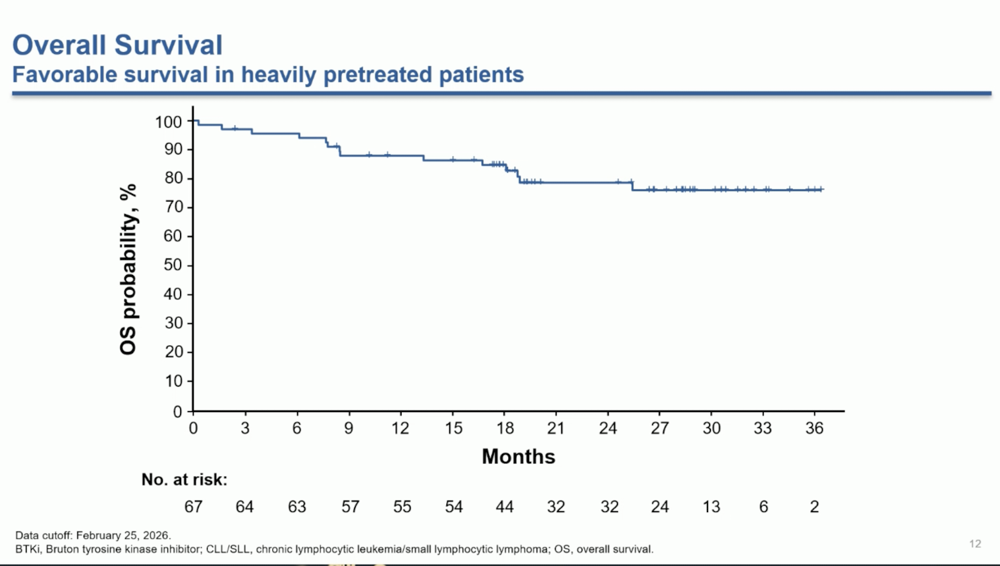 Overall Survival
Favorable survival in heavily pretreated patients
OS probability, %
100
90
80
70
60
50
40
30
20
10
0
0 3 6 9 12 15 18 21 24 27 30 33 36
Months
No. at risk:
67 64 63 57 55 54 44 32 32 24 13 6 2
Data cutoff: February 25, 2026.
BTKi, Bruton tyrosine kinase inhibitor; CLL/SLL, chronic lymphocytic leukemia/small lymphocytic lymphoma; OS, overall survival.
12